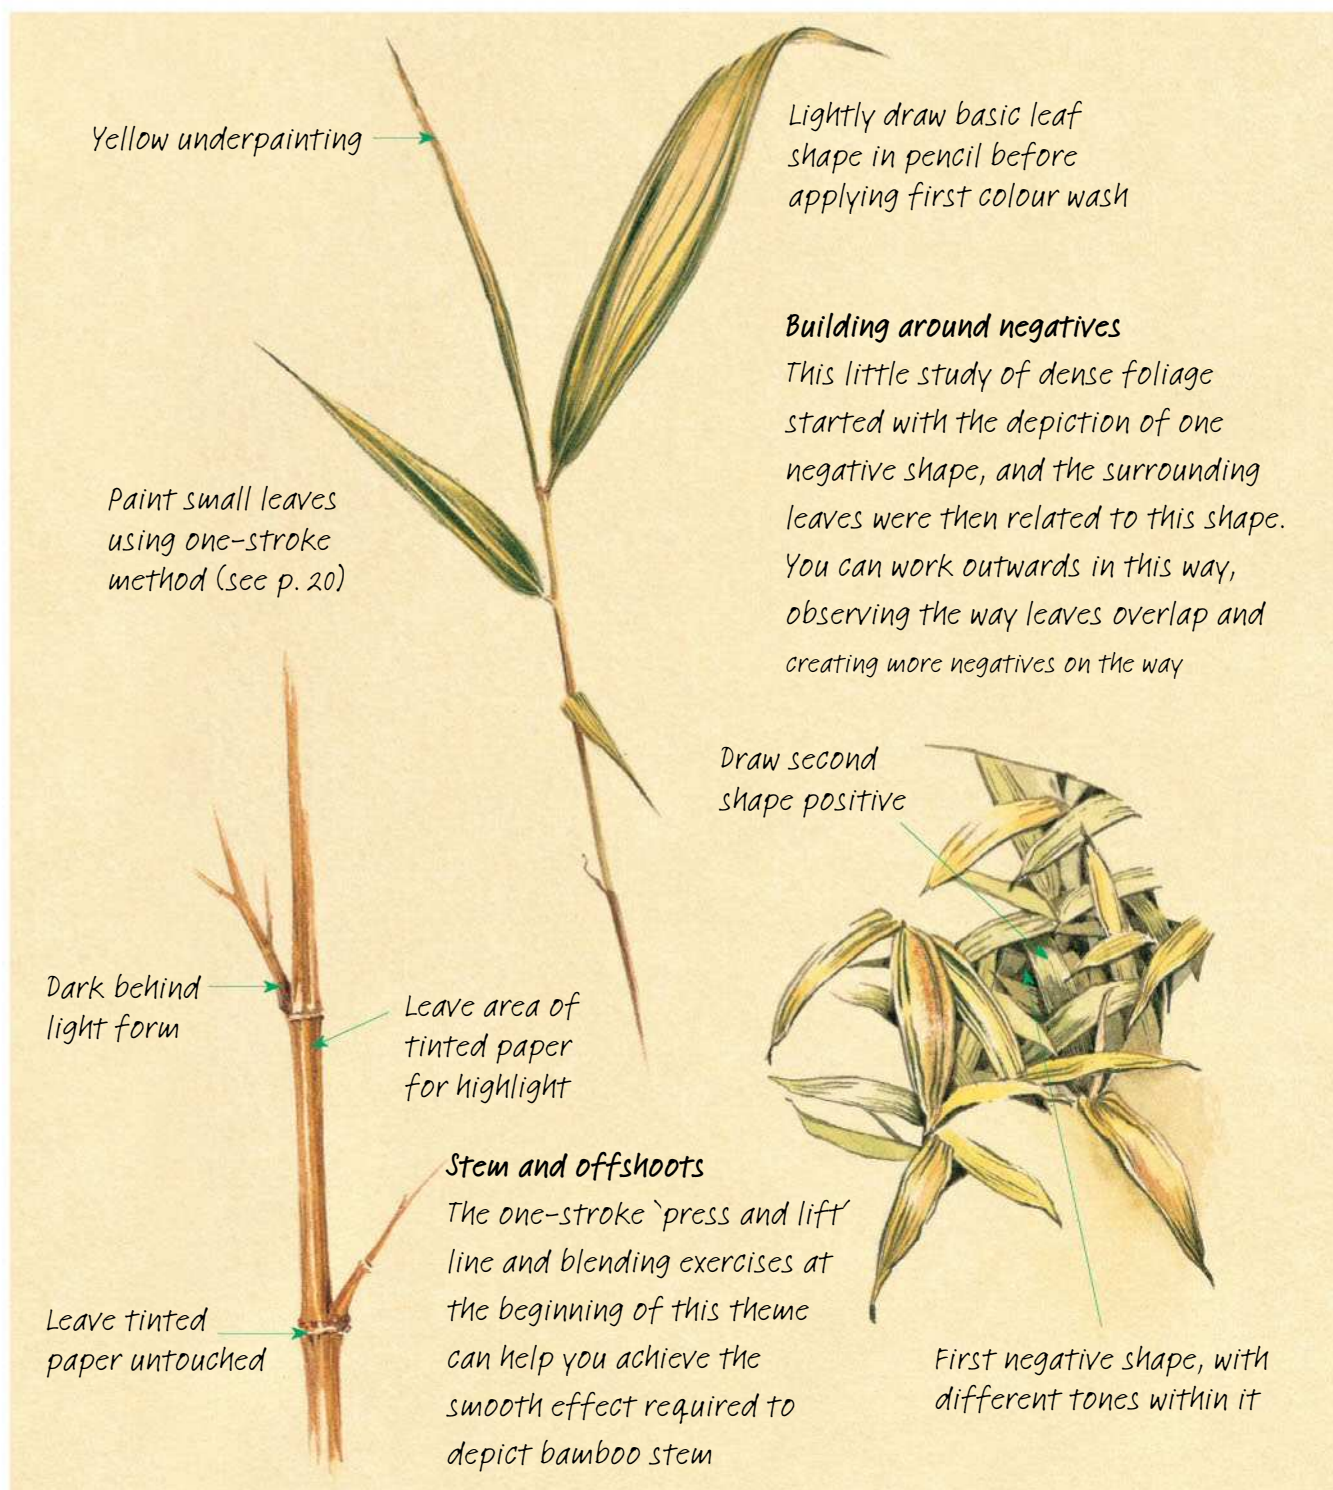 Yellow underpainting
Lightly draw basic leaf
shape in pencil before
applying first colour wash
Building around negatives
This little study of dense foliage
started with the depiction of one
negative shape, and the surrounding
leaves were then related to this shape.
You can work outwards in this way,
observing the way leaves overlap and
creating more negatives on the way
Paint small leaves
using one-stroke
method (see p. 20)
Draw second
shape positive
Dark behind
light form
Leave area of
tinted paper
for highlight
Stem and offshoots
The one-stroke ‘press and lift’
line and blending exercises at
the beginning of this theme
can help you achieve the
smooth effect required to
depict bamboo stem
Leave tinted
paper untouched
First negative shape, with
different tones within it